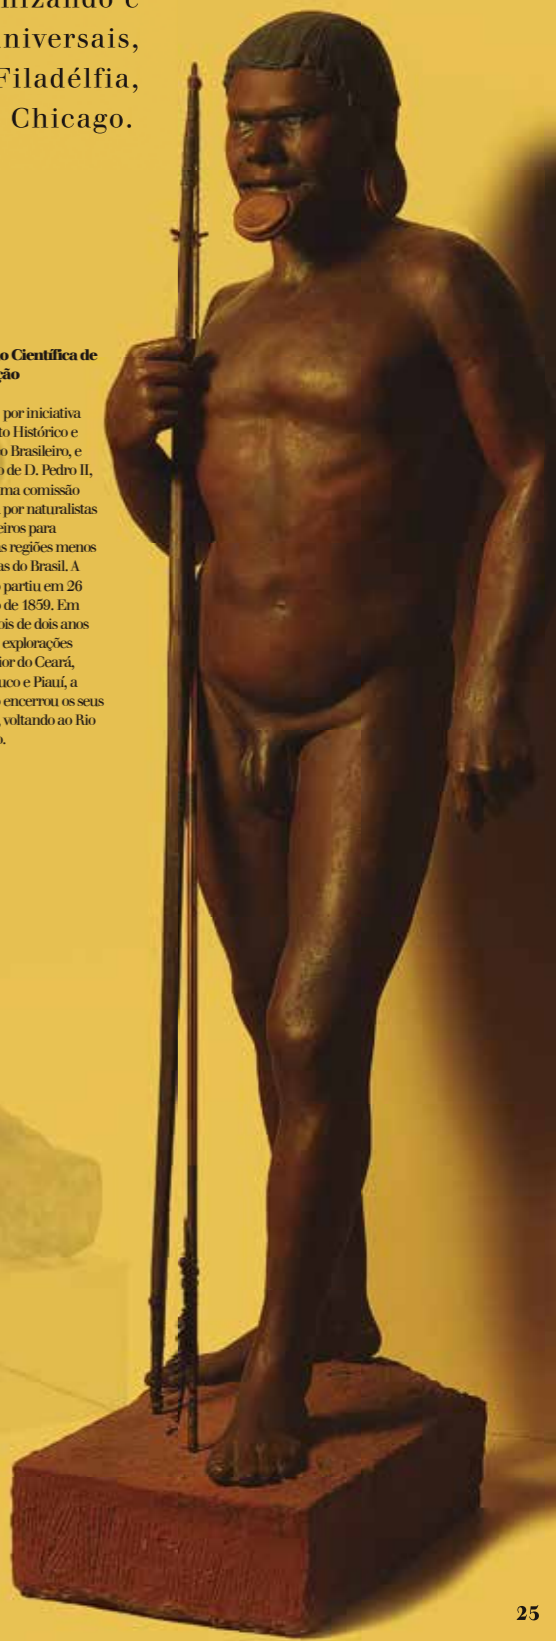 niversais,
Filadélfia,
Chicago.
o Científica de
ção
por iniciativa
to Histórico e
o Brasileiro, e
o de D. Pedro II,
ma comissão
por naturalistas
eiros para
s regiões menos
as do Brasil. A
partiu em 26
de 1859. Em
ois de dois anos
explorações
ior do Ceará,
uco e Piauí, a
encerrou os seus
, voltando ao Rio
o.
25